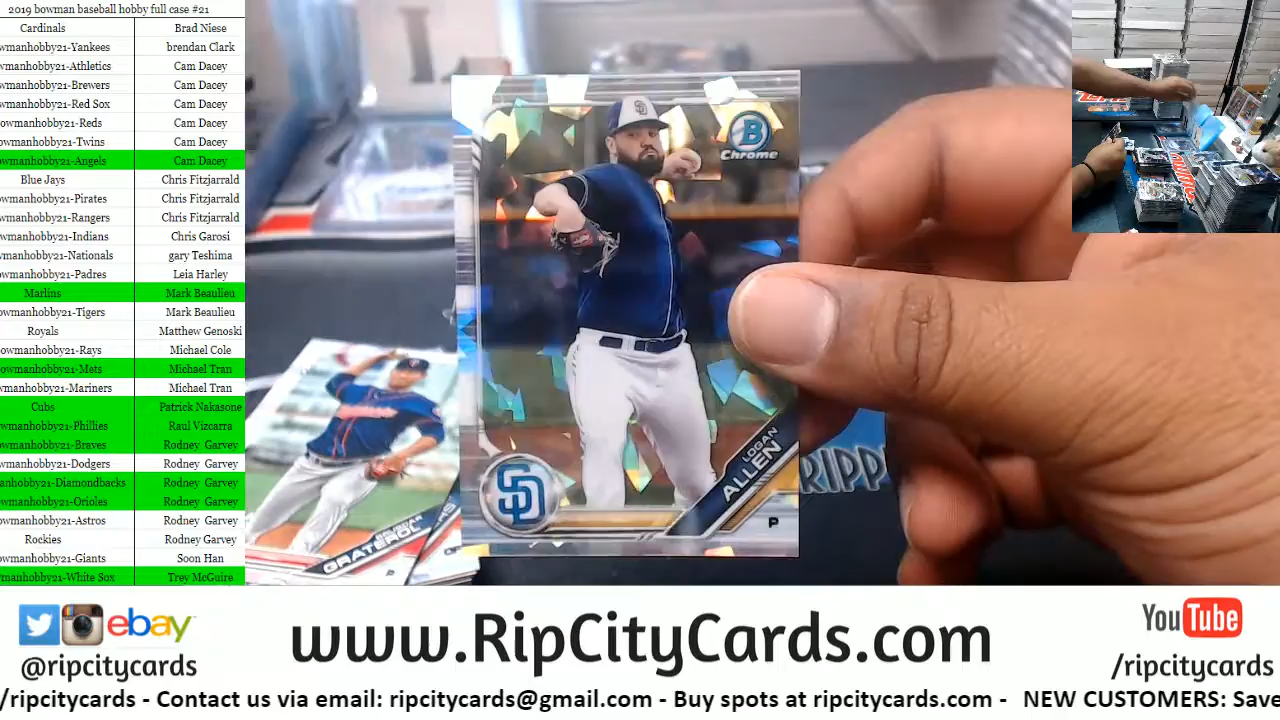 2019 bowman baseball hobby full case #21
Cardinals Brad Niese
wmanhobby21-Yankees brendan Clark
wmanhobby21-Athletics Cam Dacey
wmanhobby21-Brewers Cam Dacey
wmanhobby21-Red Sox Cam Dacey
owmanhobby21-Reds Cam Dacey
owmanhobby21-Twins Cam Dacey
owmanhobby21-Angels Cam Dacey
Blue Jays Chris Fitzjarrald
wmanhobby21-Pirates Chris Fitzjarrald
wmanhobby21-Rangers Chris Fitzjarrald
wmanhobby21-Indians Chris Garosi
manhobby21-Nationals gary Teshima
owmanhobby21-Padres Leia Harley
Marlins Mark Beaulieu
owmanhobby21-Tigers Mark Beaulieu
Royals Matthew Genoski
owmanhobby21-Rays Michael Cole
owmanhobby21-Mets Michael Tran
wmanhobby21-Mariners Michael Tran
Cubs Patrick Nakasone
wmanhobby21-Phillies Raul Vizcarra
wmanhobby21-Braves Rodney Garvey
wmanhobby21-Dodgers Rodney Garvey
anhobby21-Diamondbacks Rodney Garvey
wmanhobby21-Orioles Rodney Garvey
owmanhobby21-Astros Rodney Garvey
Rockies Rodney Garvey
owmanhobby21-Giants Soon Han
manhobby21-White Sox Trey McGuire
B
Chrome
SD
LOGAN
ALLEN
P
SD
GRATEROL
P
RIPP
ebay
@ripcitycards
www.RipCityCards.com
YouTube
/ripcitycards
/ripcitycards - Contact us via email: ripcitycards@gmail.com - Buy spots at ripcitycards.com - NEW CUSTOMERS: Save